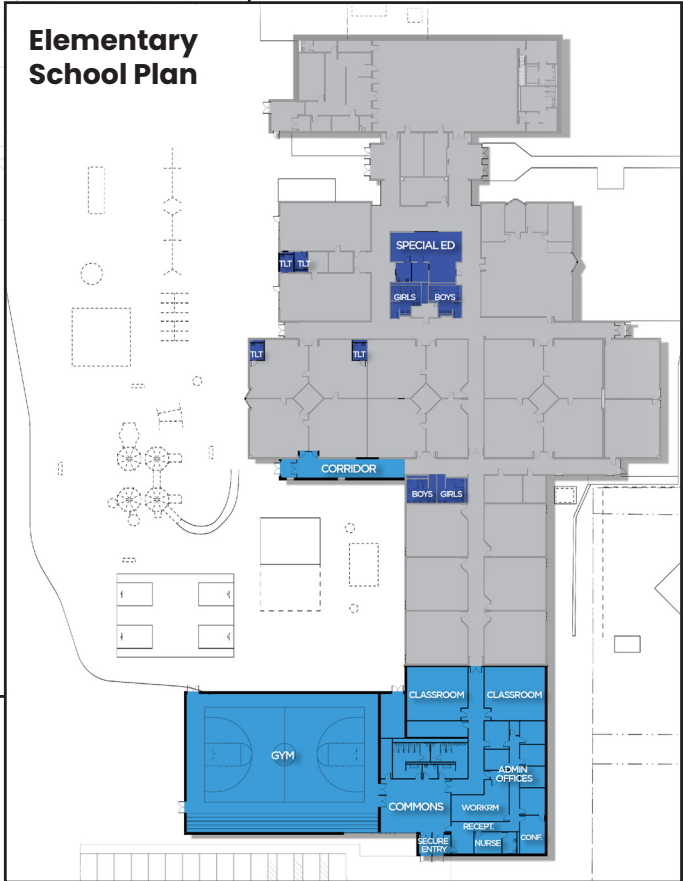 Elementary
School Plan
SPECIAL ED
TLT
TLT
GIRLS
BOYS
TLT
TLT
CORRIDOR
BOYS
GIRLS
CLASSROOM
CLASSROOM
GYM
ADMIN
OFFICES
COMMONS
WORKRM
RECEPT.
SECURE
ENTRY
NURSE
CONF.